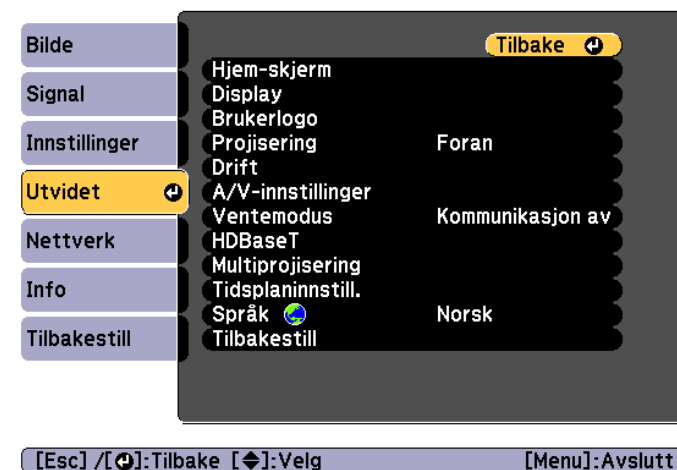 Bilde
Signal
Innstillinger
Utvidet
Nettverk
Info
Tilbakestill
Tilbake
Hjem-skjerm
Display
Brukerlogo
Projisering Foran
Drift
A/V-innstillinger
Ventemodus Kommunikasjon av
HDBaseT
Multiprojisering
Tidsplaninnstill.
Språk Norsk
Tilbakestill
[Esc] /[⏎]:Tilbake [◆]:Velg [Menu]:Avslutt